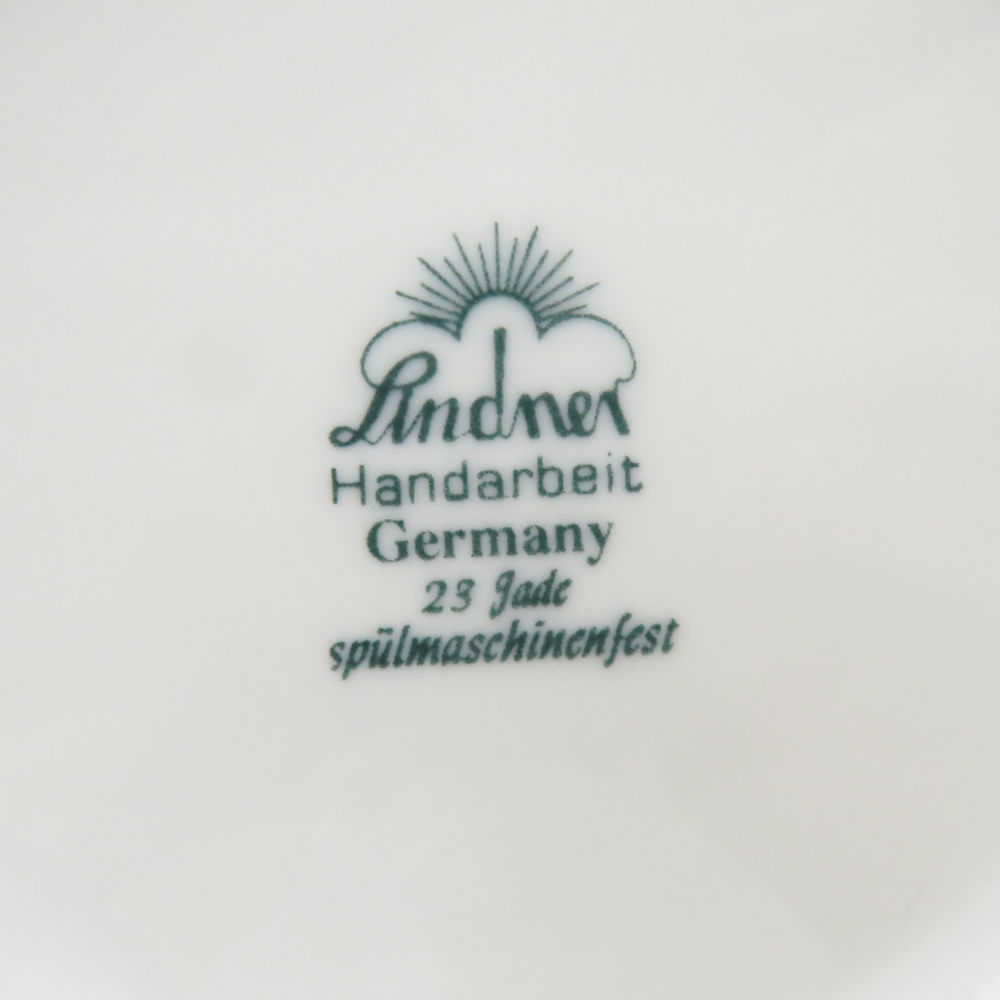 Lindner
Handarbeit
Germany
23 Jade
spülmaschinenfest